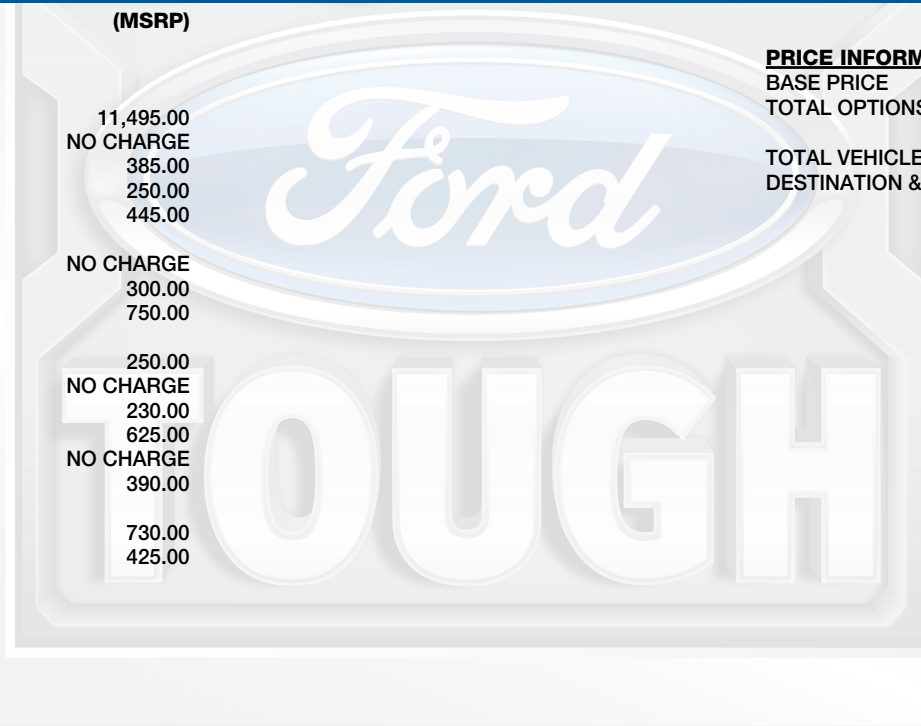 (MSRP)
11,495.00
NO CHARGE
385.00
250.00
445.00
NO CHARGE
300.00
750.00
250.00
NO CHARGE
230.00
625.00
NO CHARGE
390.00
730.00
425.00
PRICE INFORM
BASE PRICE
TOTAL OPTIONS
TOTAL VEHICLE
DESTINATION &
Ford
TOUGH